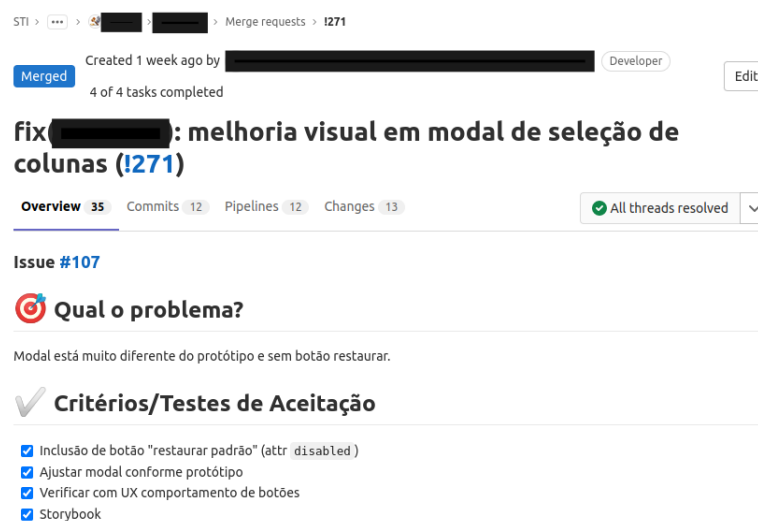 STI > ... > > > Merge requests > !271
Merged
Created 1 week ago by
Developer
4 of 4 tasks completed
Edit
fix( ): melhoria visual em modal de seleção de
colunas (!271)
Overview 35 Commits 12 Pipelines 12 Changes 13
All threads resolved
Issue #107
Qual o problema?
Modal está muito diferente do protótipo e sem botão restaurar.
Critérios/Testes de Aceitação
Inclusão de botão "restaurar padrão" (attr disabled)
Ajustar modal conforme protótipo
Verificar com UX comportamento de botões
Storybook